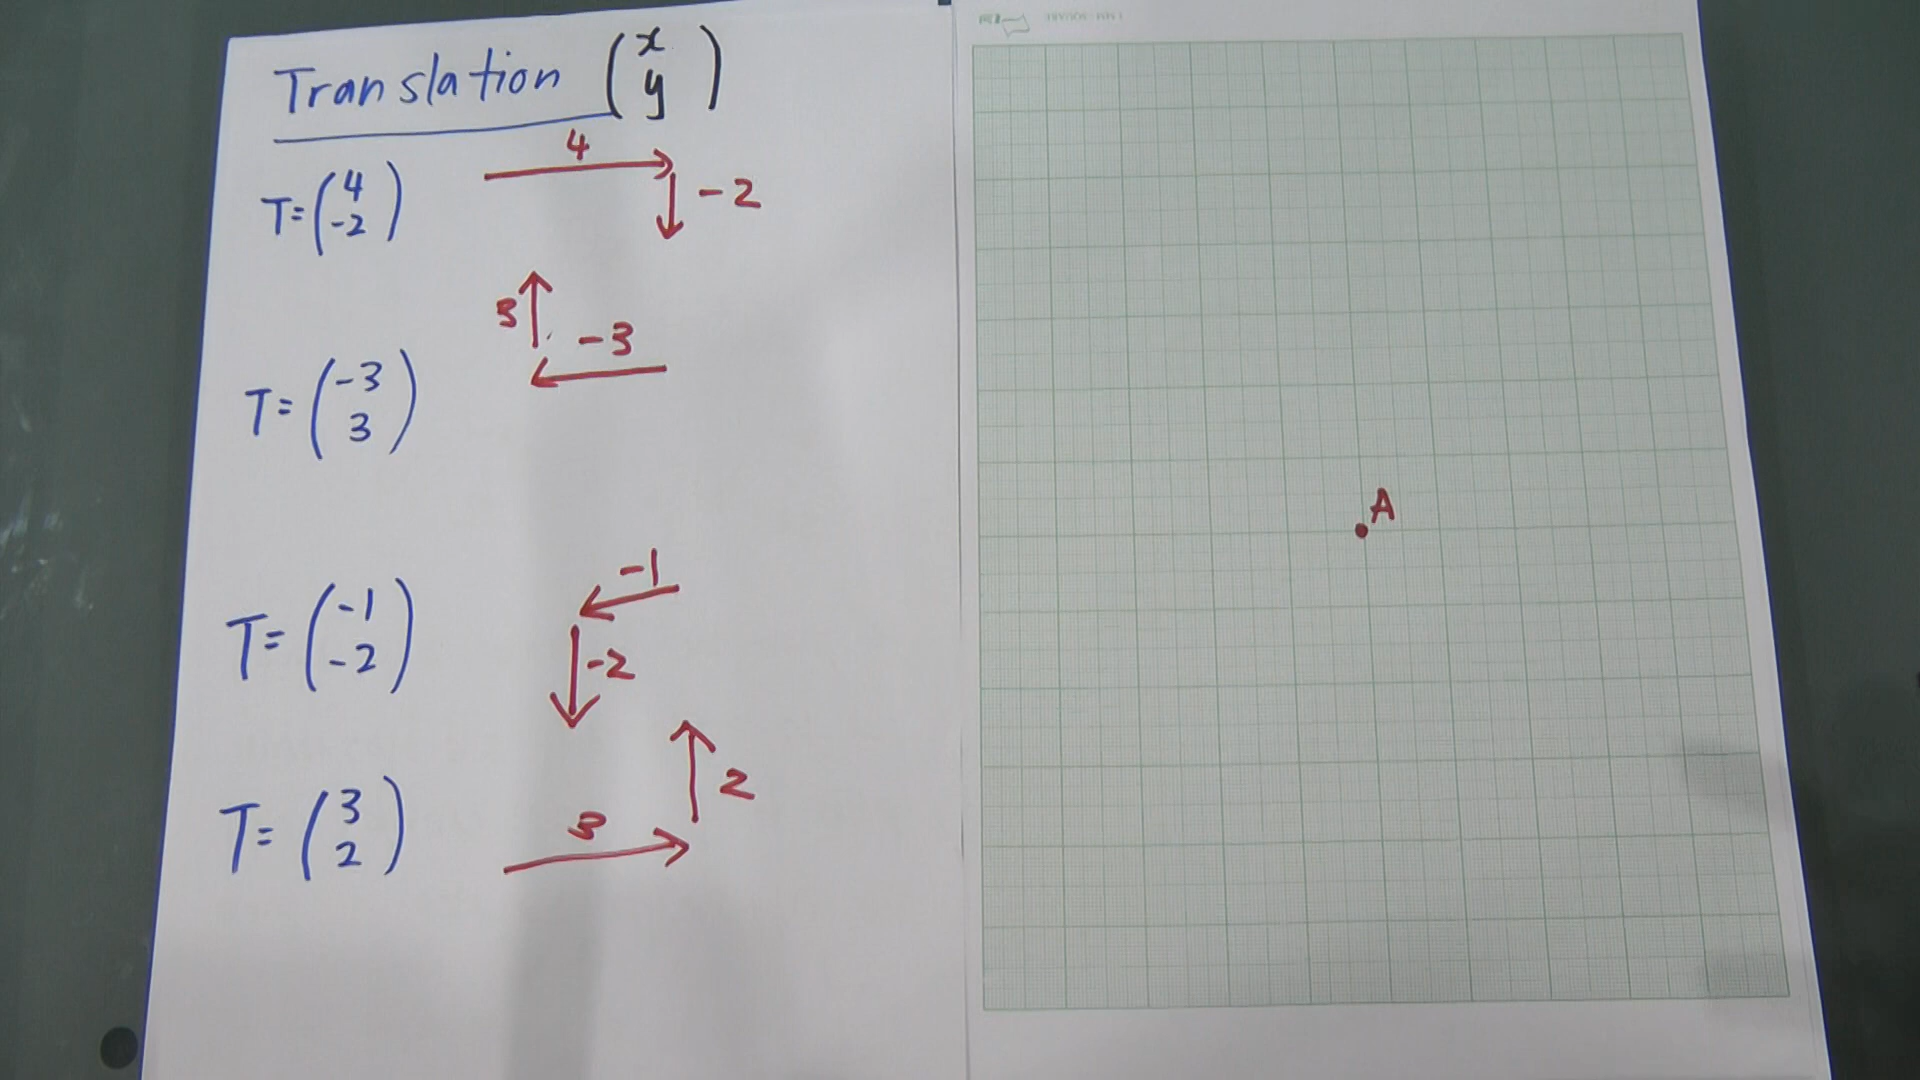 Translation (x
y)
4
T=(4
-2)
-2
3
-3
T=(-3
3)
-1
T=(-1
-2)
-2
2
T=(3
2)
3
A